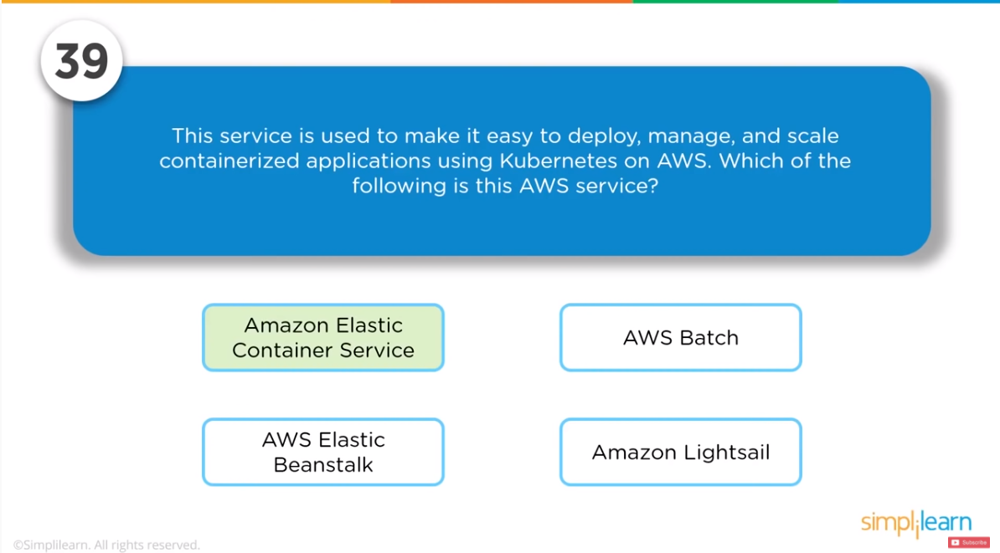 39
This service is used to make it easy to deploy, manage, and scale
containerized applications using Kubernetes on AWS. Which of the
following is this AWS service?
Amazon Elastic
Container Service
AWS Batch
AWS Elastic
Beanstalk
Amazon Lightsail
simplilearn
Subscribe
©Simplilearn. All rights reserved.